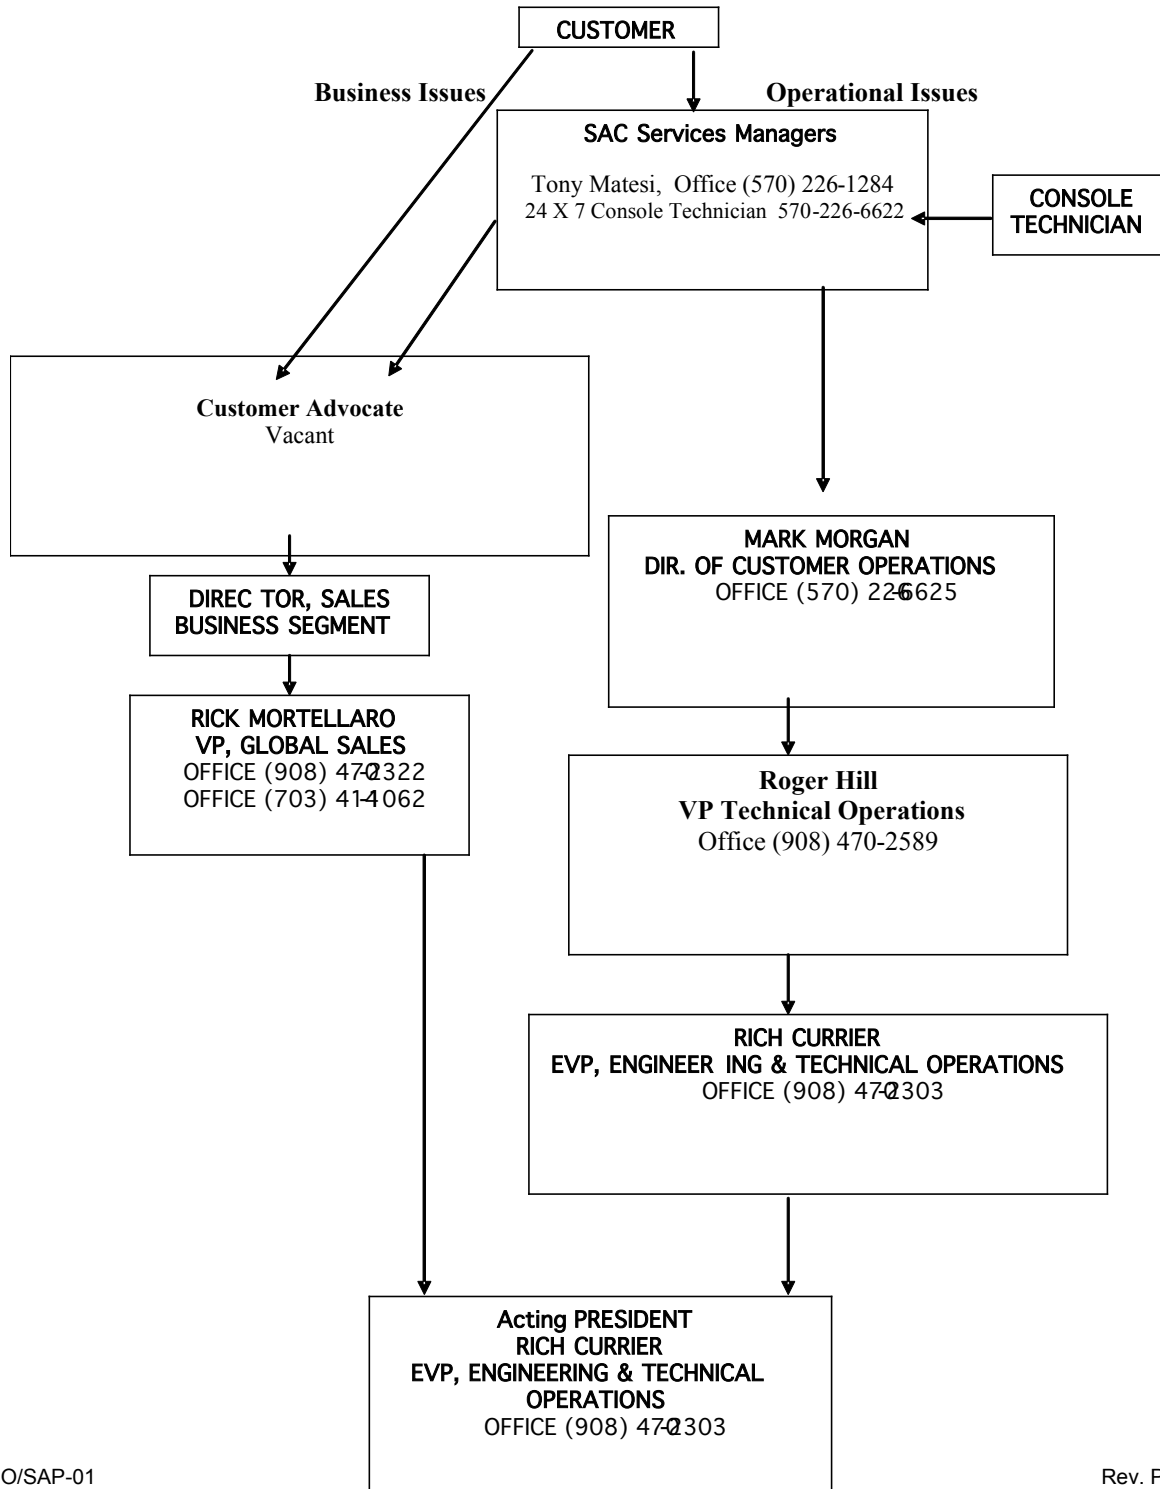 CUSTOMER
Business Issues
Operational Issues
SAC Services Managers
Tony Matesi, Office (570) 226-1284
24 X 7 Console Technician 570-226-6622
CONSOLE
TECHNICIAN
Customer Advocate
Vacant
MARK MORGAN
DIR. OF CUSTOMER OPERATIONS
OFFICE (570) 226-6625
DIREC TOR, SALES
BUSINESS SEGMENT
RICK MORTELLARO
VP, GLOBAL SALES
OFFICE (908) 470-2322
OFFICE (703)
Roger Hill
VP Technical Operations
Office (908) 470-2589
RICH CURRIER
EVP, ENGINEER ING & TECHNICAL OPERATIONS
OFFICE (908) 470-2303
Acting PRESIDENT
RICH CURRIER
EVP, ENGINEERING & TECHNICAL
OPERATIONS
OFFICE (908) 470-2303
O/SAP-01
Rev.